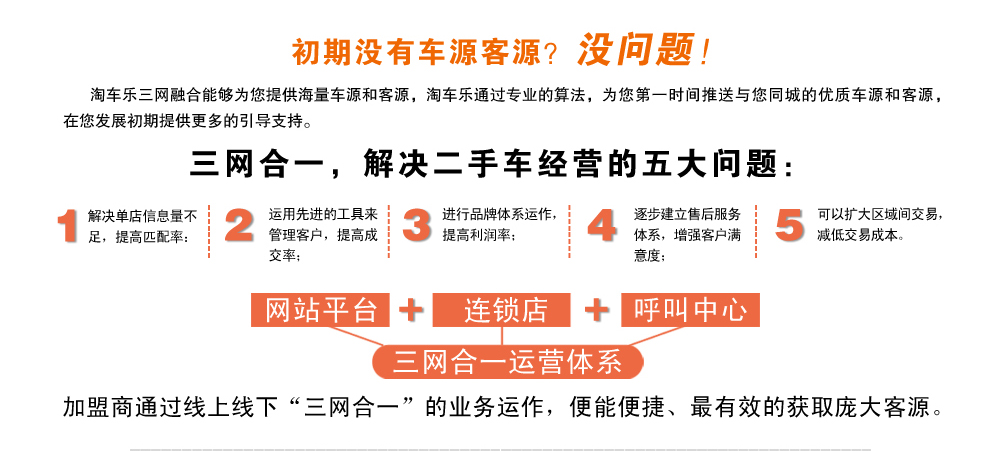 初期没有车源客源？没问题！
淘车乐三网融合能够为您提供海量车源和客源，淘车乐通过专业的算法，为您第一时间推送与您同城的优质车源和客源，
在您发展初期提供更多的引导支持。
三网合一，解决二手车经营的五大问题：
1
解决单店信息量不
足，提高匹配率；
2
运用先进的工具来
管理客户，提高成
交率；
3
进行品牌体系运作，
提高利润率；
4
逐步建立售后服务
体系，增强客户满
意度；
5
可以扩大区域间交易，
减低交易成本。
网站平台 + 连锁店 + 呼叫中心
三网合一运营体系
加盟商通过线上线下“三网合一”的业务运作，便能便捷、最有效的获取庞大客源。